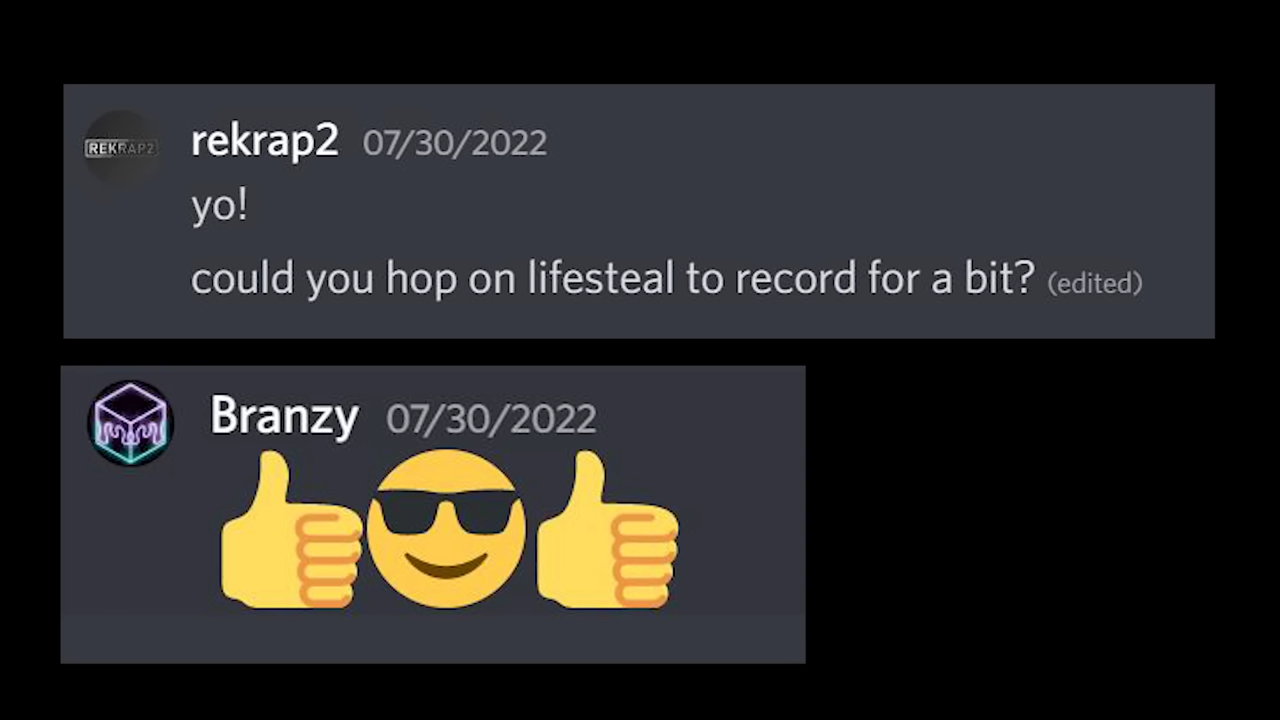 REKRAP2
rekrap2 07/30/2022
yo!
could you hop on lifesteal to record for a bit? (edited)
Branzy 07/30/2022
👍😎👍